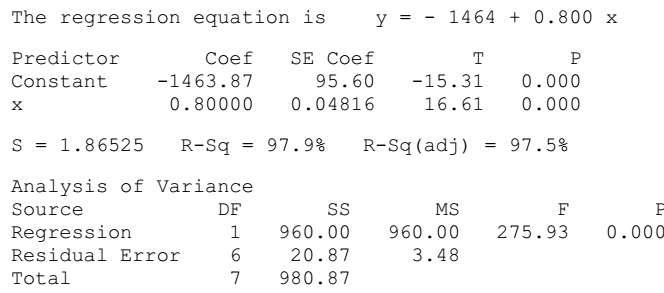 The regression equation is y = - 1464 + 0.800 x
Predictor Coef SE Coef T P
Constant -1463.87 95.60 -15.31 0.000
x 0.80000 0.04816 16.61 0.000
S = 1.86525 R-Sq = 97.9% R-Sq(adj) = 97.5%
Analysis of Variance
Source DF SS MS F P
Regression 1 960.00 960.00 275.93 0.000
Residual Error 6 20.87 3.48
Total 7 980.87